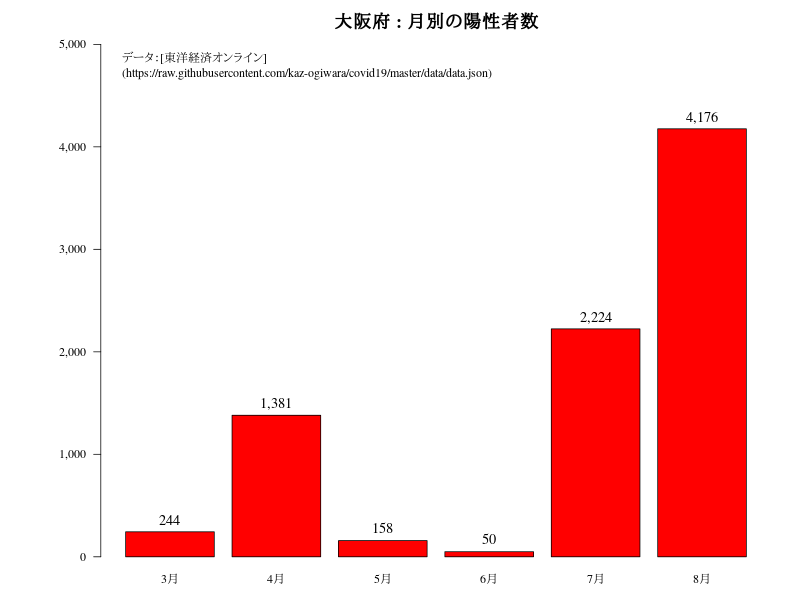 大阪府 : 月別の陽性者数
データ : [東洋経済オンライン]
(https://raw.githubusercontent.com/kaz-ogiwara/covid19/master/data/data.json)
5,000
4,000
3,000
2,000
1,000
0
244
1,381
158
50
2,224
4,176
3月
4月
5月
6月
7月
8月